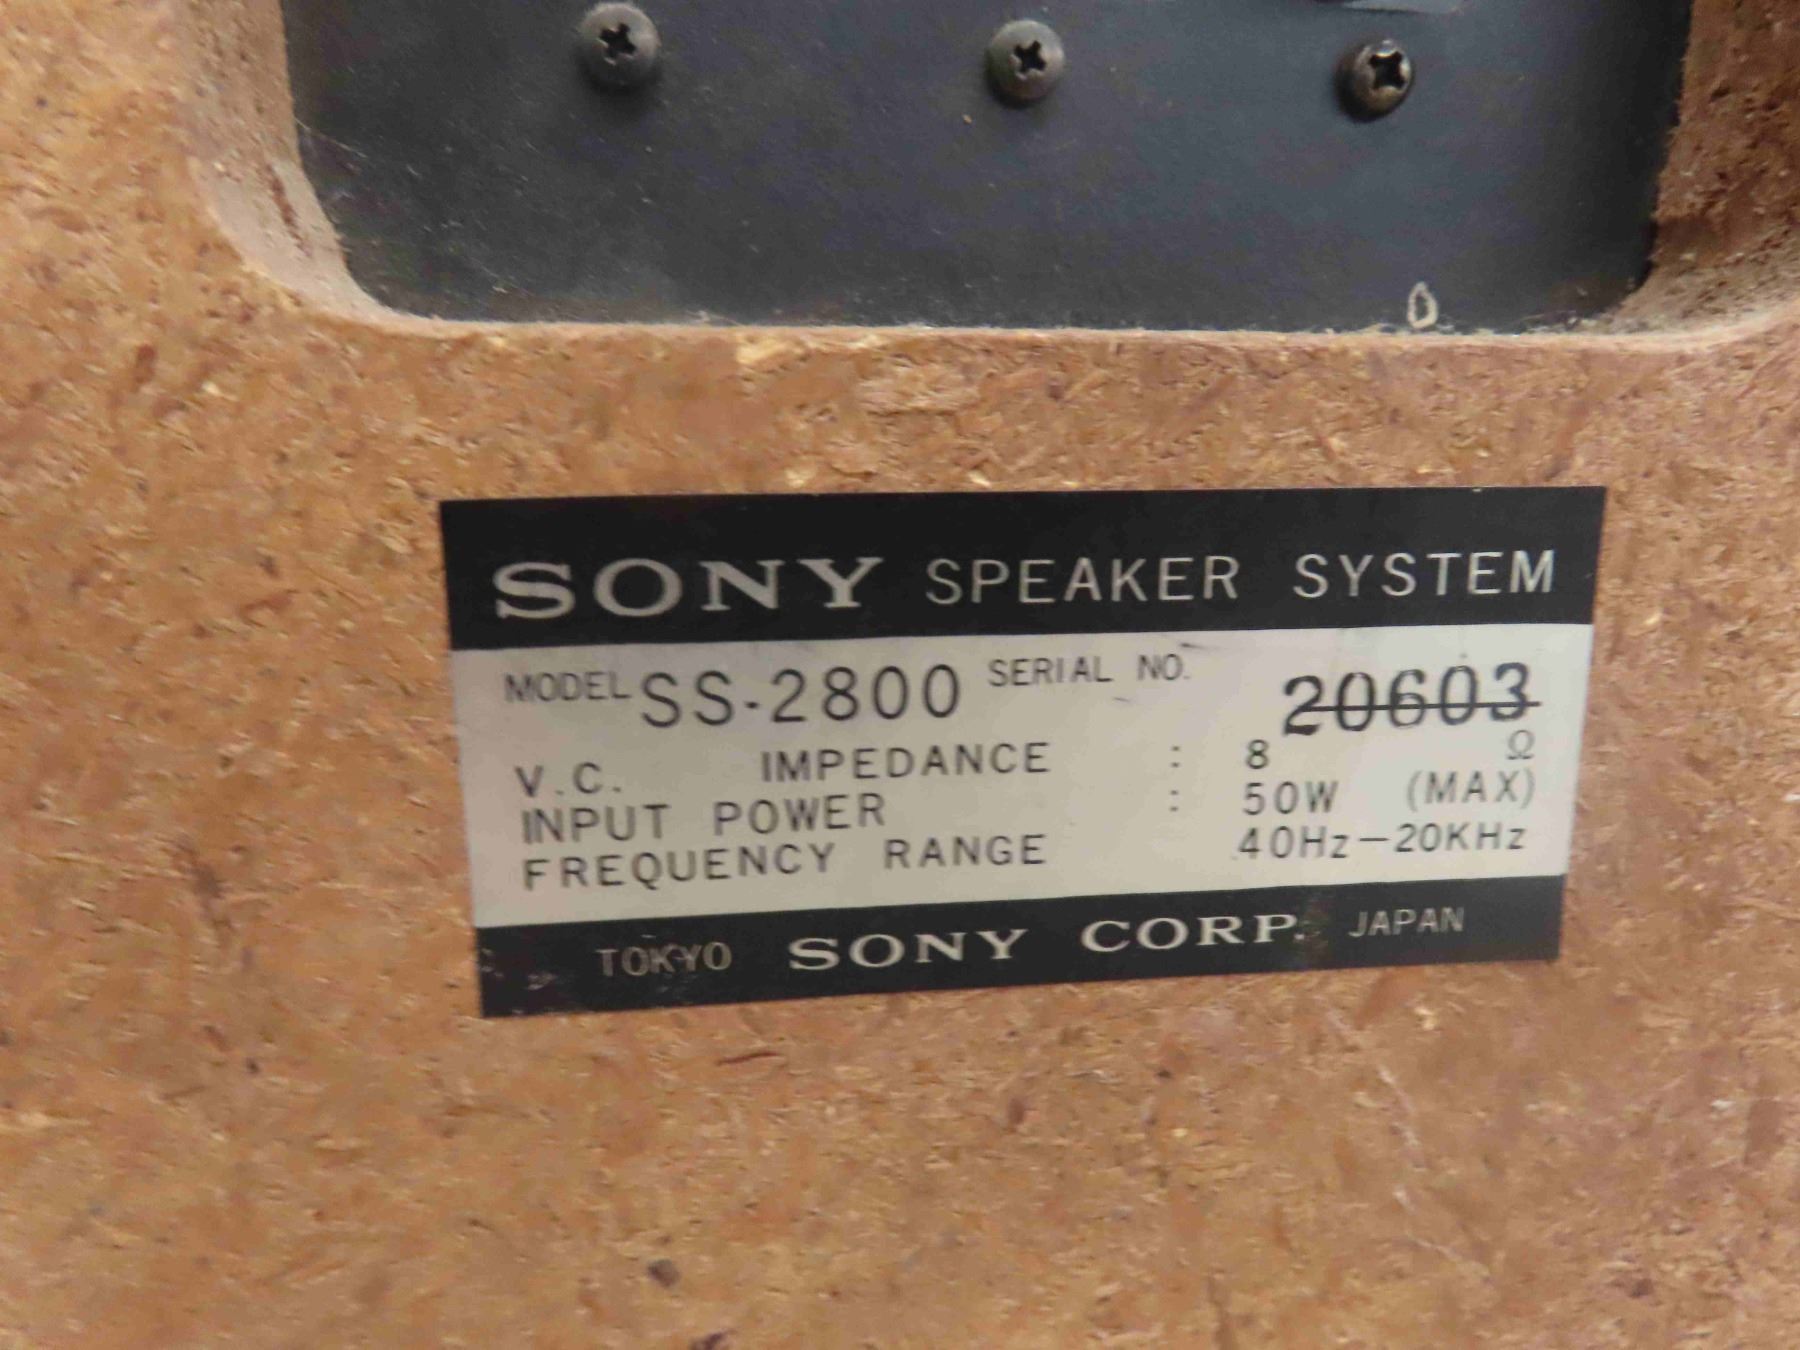 SONY SPEAKER SYSTEM
MODEL SS-2800 SERIAL NO. 20603
V.C. IMPEDANCE : 8 Ω
INPUT POWER : 50W (MAX)
FREQUENCY RANGE 40Hz-20KHz
TOKYO SONY CORP. JAPAN